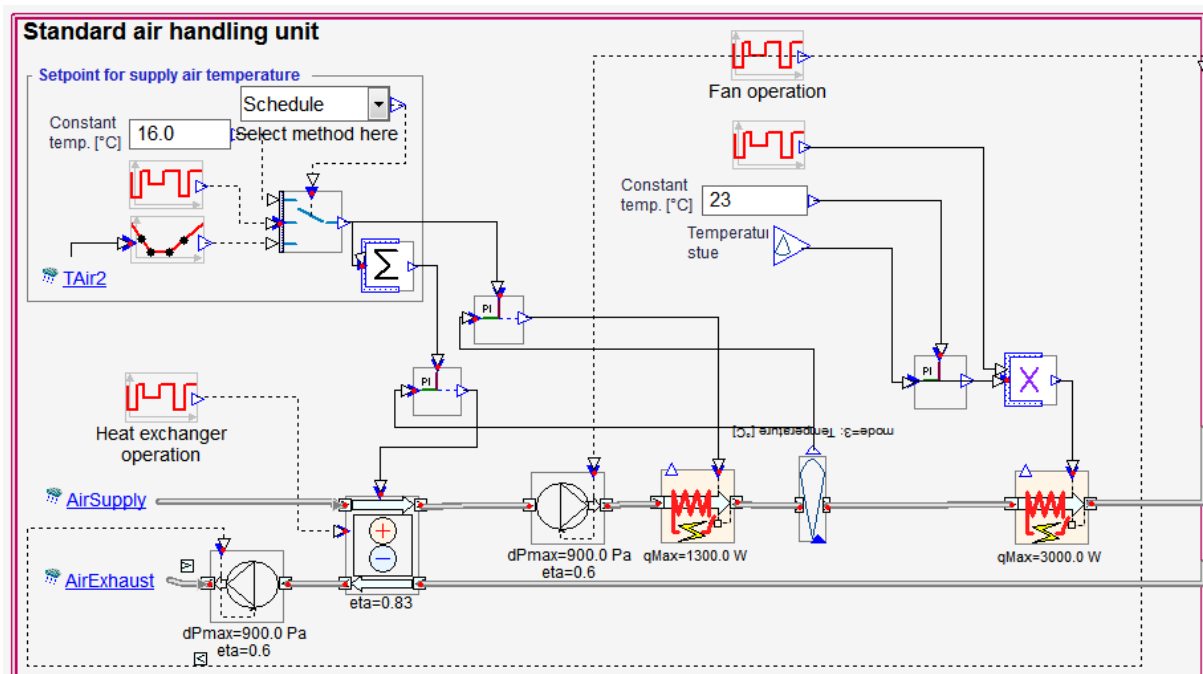 Standard air handling unit
Setpoint for supply air temperature
Schedule
Constant
temp. [°C]
16.0
Select method here
TAir2
Fan operation
Constant
temp. [°C]
23
Temperatur
stue
PI
PI
PI
Σ
X
Heat exchanger
operation
mode=3: Temperature [°C]
AirSupply
AirExhaust
dPmax=900.0 Pa
eta=0.6
qMax=1300.0 W
qMax=3000.0 W
eta=0.83
dPmax=900.0 Pa
eta=0.6